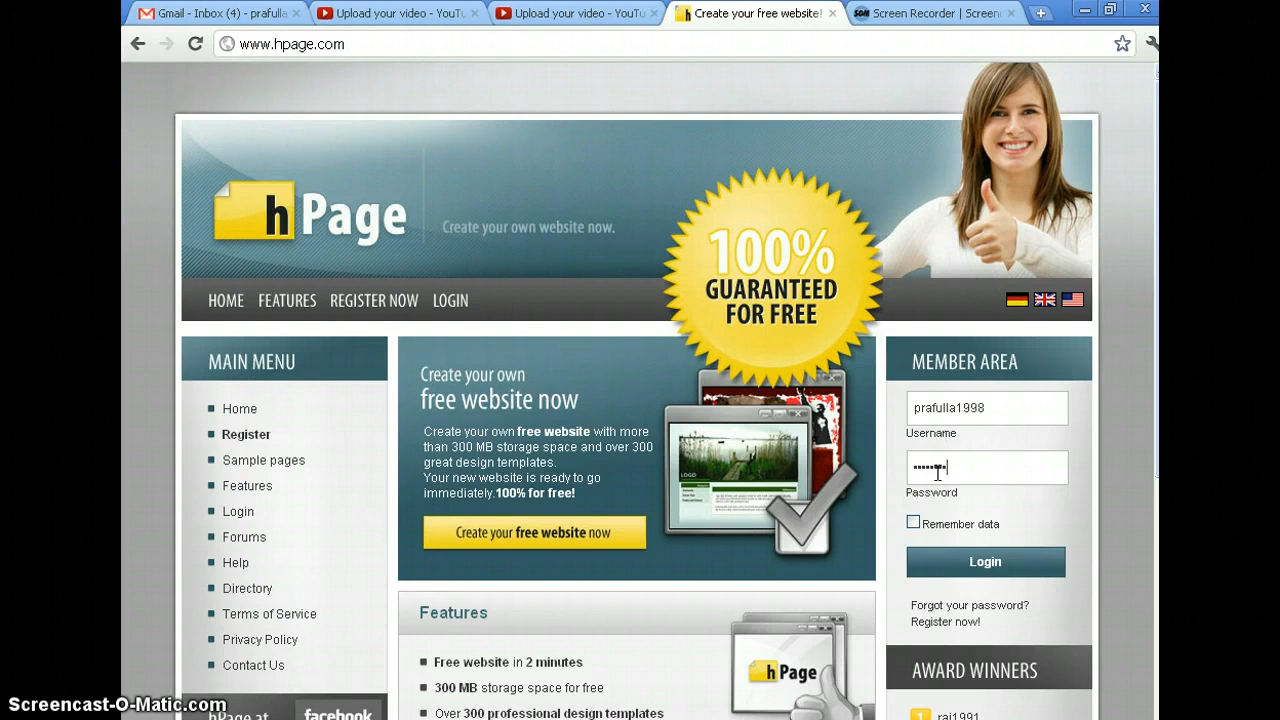 Gmail - Inbox (4) - prafulla
Upload your video - YouTu
Upload your video - YouTu
Create your free website!
Screen Recorder | Screen
www.hpage.com
h Page
Create your own website now.
100%
GUARANTEED
FOR FREE
HOME FEATURES REGISTER NOW LOGIN
MAIN MENU
Home
Register
Sample pages
Features
Login
Forums
Help
Directory
Terms of Service
Privacy Policy
Contact Us
hPage at facebook
Create your own
free website now
Create your own free website with more
than 300 MB storage space and over 300
great design templates.
Your new website is ready to go
immediately. 100% for free!
Create your free website now
LOGO
Features
Free website in 2 minutes
300 MB storage space for free
Over 300 professional design templates
h Page
MEMBER AREA
prafulla1998
Username
Password
Remember data
Login
Forgot your password?
Register now!
AWARD WINNERS
1 raj1991
Screencast-O-Matic.com